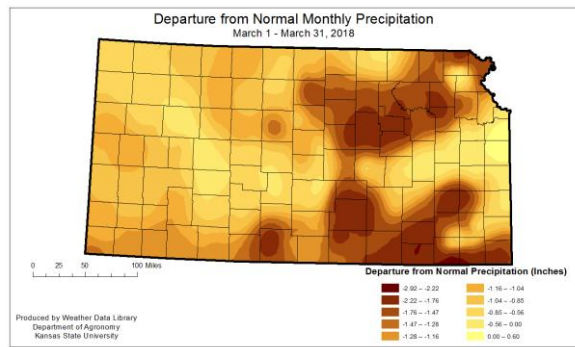 Departure from Normal Monthly Precipitation
March 1 - March 31, 2018
0 25 50 100 Miles
Departure from Normal Precipitation (Inches)
-2.92 - -2.22
-2.22 - -1.76
-1.76 - -1.47
-1.47 - -1.28
-1.28 - -1.16
-1.16 - -1.04
-1.04 - -0.85
-0.85 - -0.56
-0.56 - 0.00
0.00 - 0.60
Produced by Weather Data Library
Department of Agronomy
Kansas State University